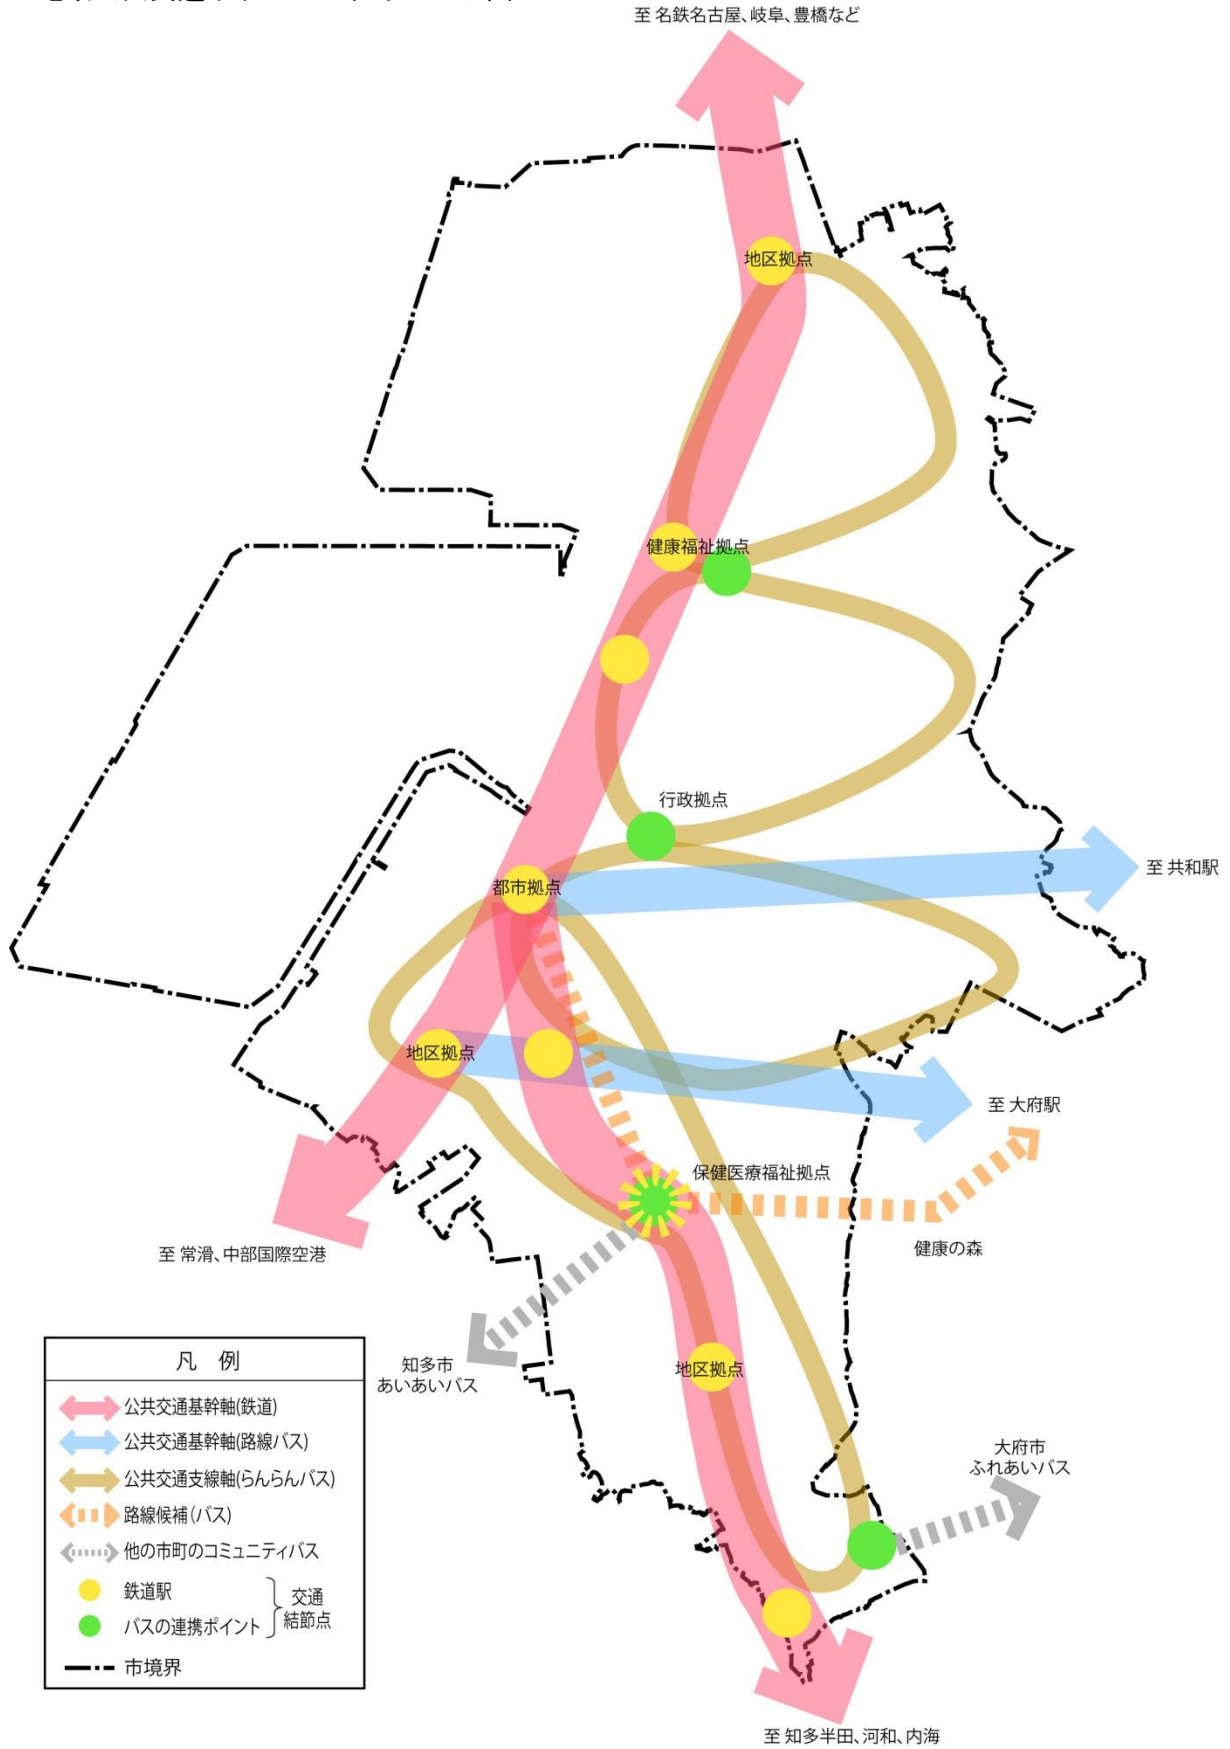 至 名鉄名古屋、岐阜、豊橋など
地区拠点
健康福祉拠点
行政拠点
都市拠点
至 共和駅
地区拠点
至 大府駅
保健医療福祉拠点
健康の森
至 常滑、中部国際空港
知多市
あいあいバス
地区拠点
大府市
ふれあいバス
至 知多半田、河和、内海
凡 例
公共交通基幹軸(鉄道)
公共交通基幹軸(路線バス)
公共交通支線軸(らんらんバス)
路線候補(バス)
他の市町のコミュニティバス
鉄道駅
バスの連携ポイント
交通
結節点
市境界